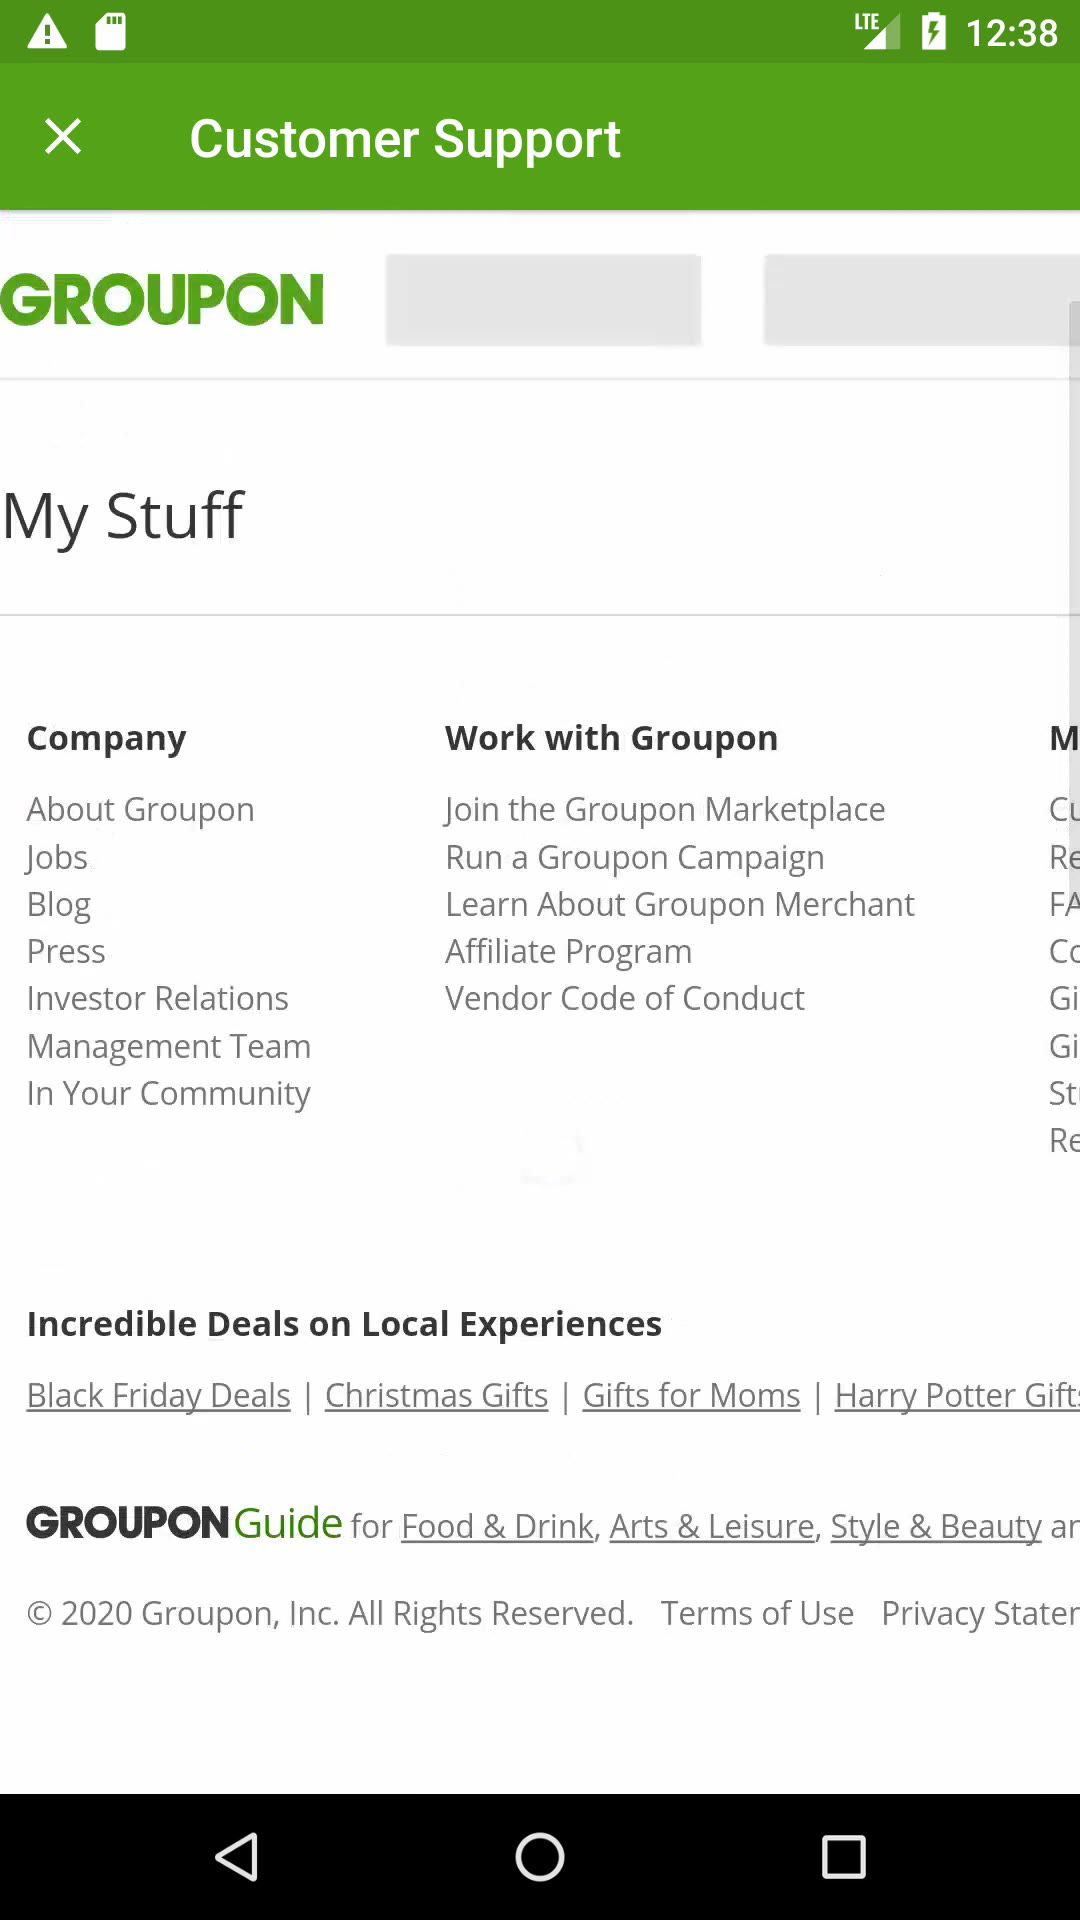 LTE 12:38
Customer Support
GROUPON
My Stuff
Company
About Groupon
Jobs
Blog
Press
Investor Relations
Management Team
In Your Community
Work with Groupon
Join the Groupon Marketplace
Run a Groupon Campaign
Learn About Groupon Merchant
Affiliate Program
Vendor Code of Conduct
M
Cu
Re
FA
Co
Gi
Gi
Stu
Re
Incredible Deals on Local Experiences
Black Friday Deals | Christmas Gifts | Gifts for Moms | Harry Potter Gifts
GROUPON Guide for Food & Drink, Arts & Leisure, Style & Beauty an
© 2020 Groupon, Inc. All Rights Reserved. Terms of Use Privacy Stater